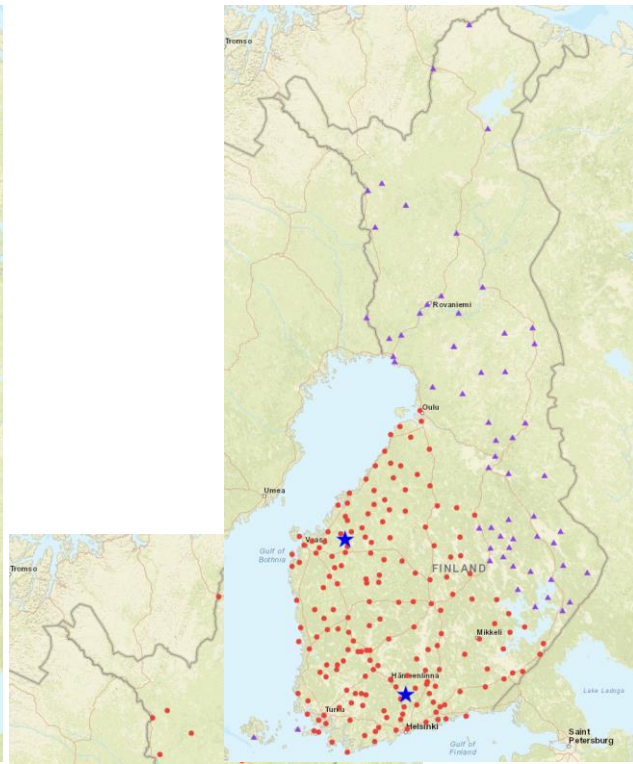 Tromso
Rovaniemi
Oulu
Umea
Vaasa
Gulf of
Bothnia
FINLAND
Tromso
Mikkeli
Hämeenlinna
Lake Ladoga
Turku
Helsinki
Gulf of
Finland
Saint
Petersburg